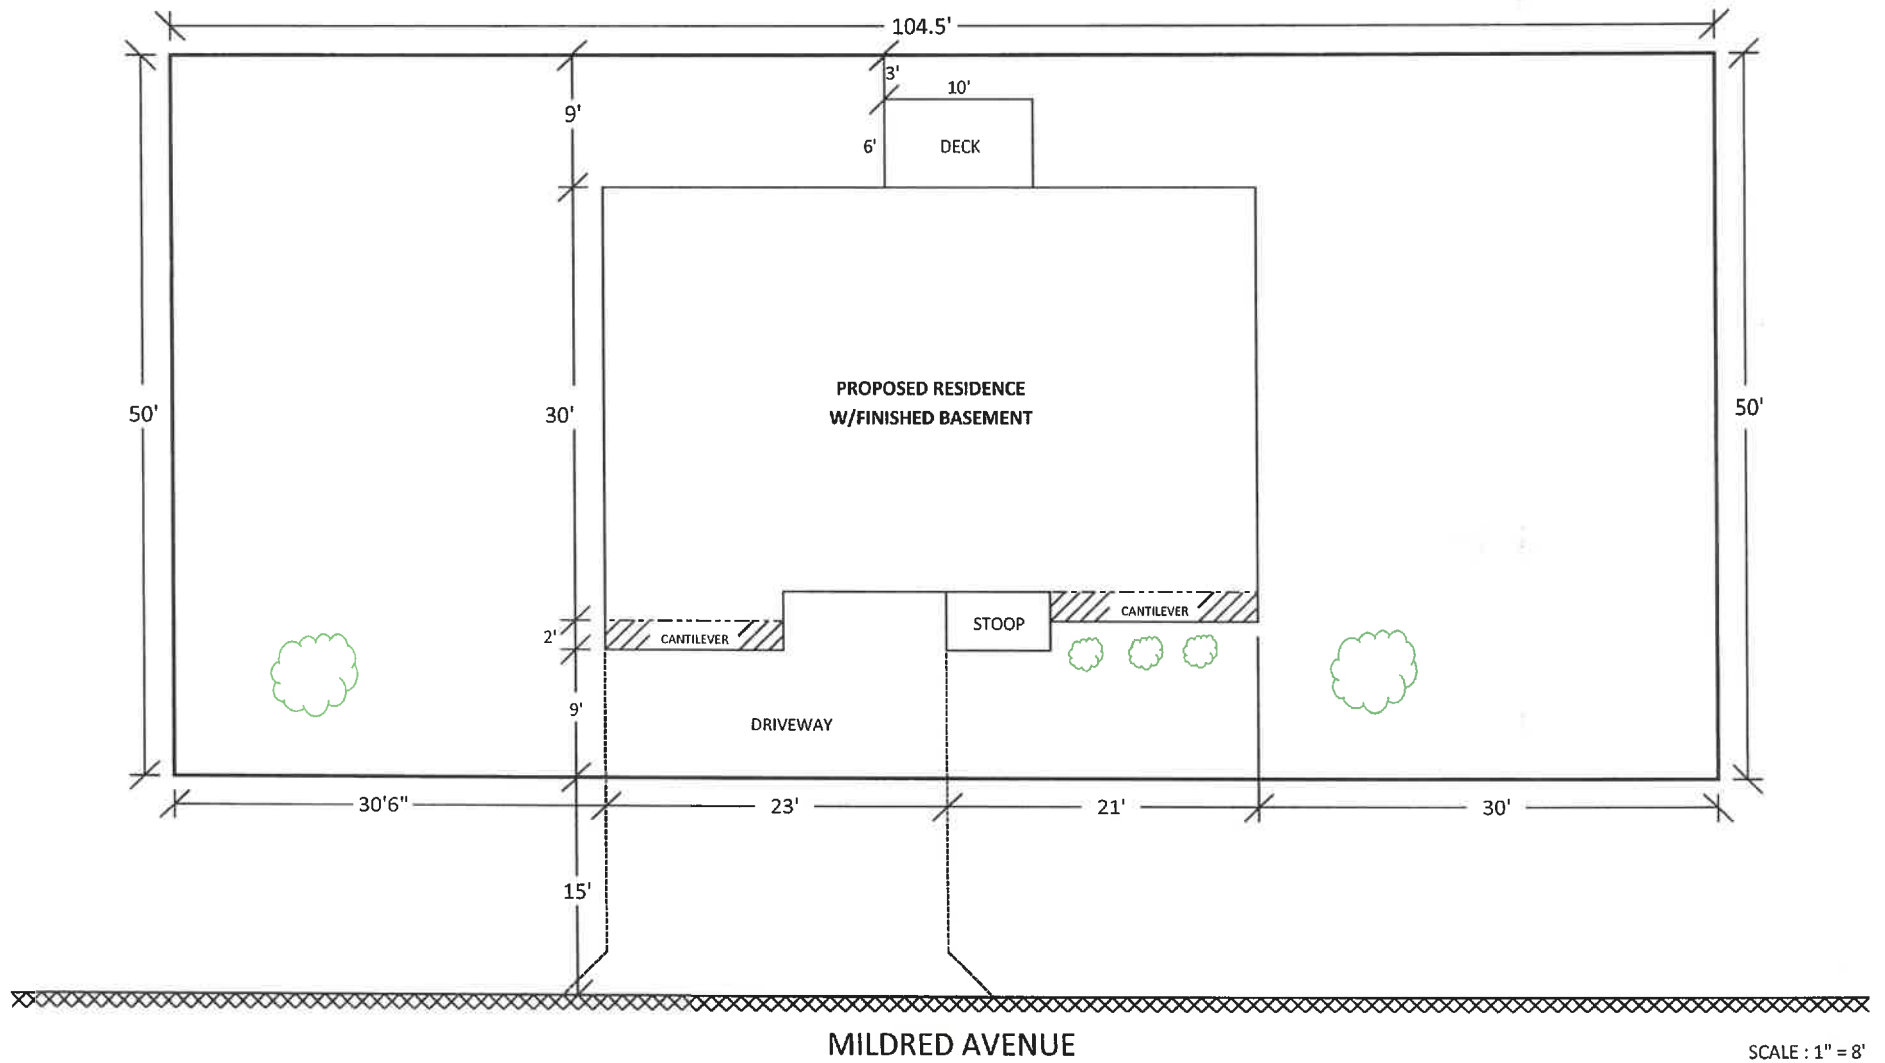 104.5'
3'
10'
9'
6'
DECK
PROPOSED RESIDENCE
W/FINISHED BASEMENT
50'
30'
50'
CANTILEVER
STOOP
2'
CANTILEVER
9'
DRIVEWAY
30'6"
23'
21'
30'
15'
MILDRED AVENUE
SCALE : 1" = 8'